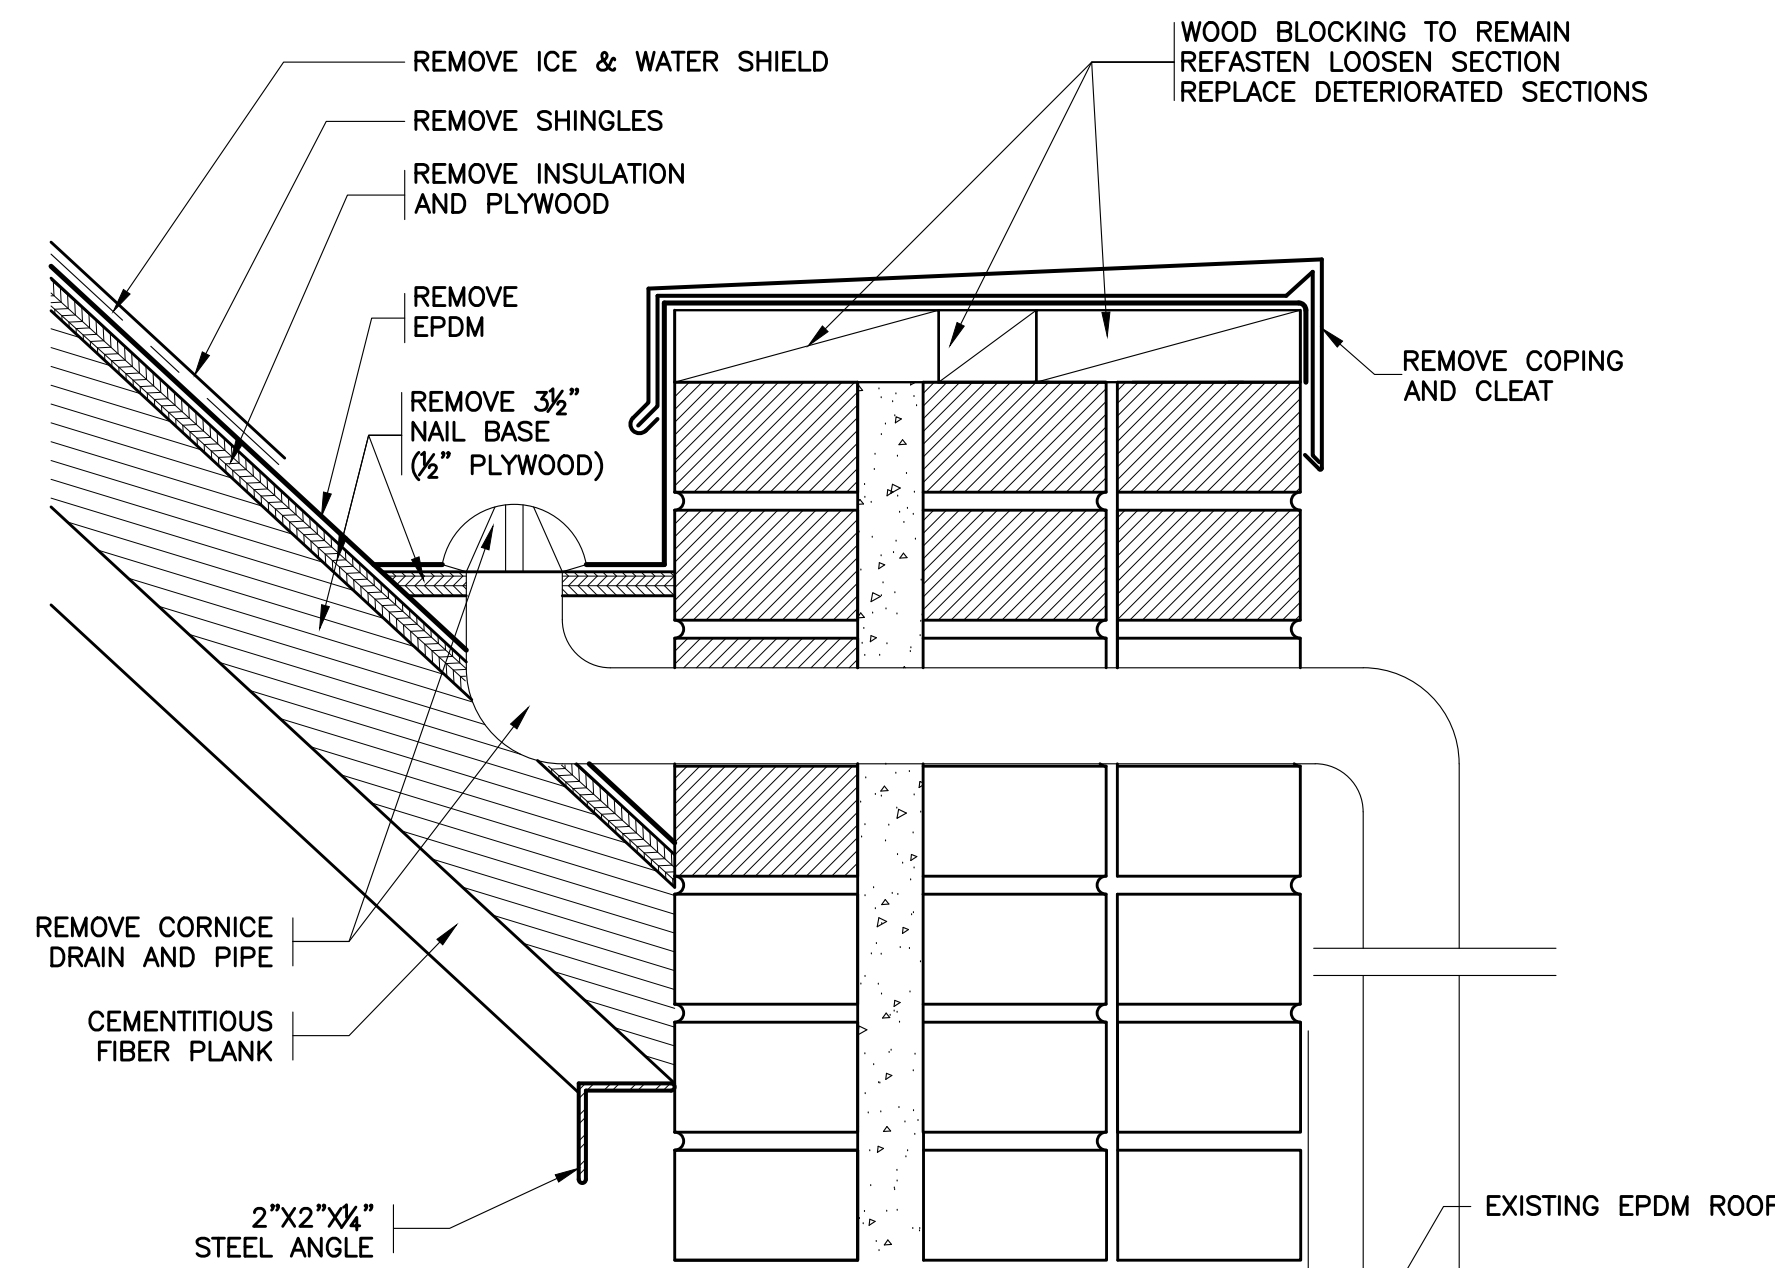 WOOD BLOCKING TO REMAIN
REFASTEN LOOSEN SECTION
REPLACE DETERIORATED SECTIONS
REMOVE ICE & WATER SHIELD
REMOVE SHINGLES
REMOVE INSULATION
AND PLYWOOD
REMOVE
EPDM
REMOVE COPING
AND CLEAT
REMOVE 3½"
NAIL BASE
(½" PLYWOOD)
REMOVE CORNICE
DRAIN AND PIPE
CEMENTITIOUS
FIBER PLANK
2"X2"X¼"
STEEL ANGLE
EXISTING EPDM ROOF